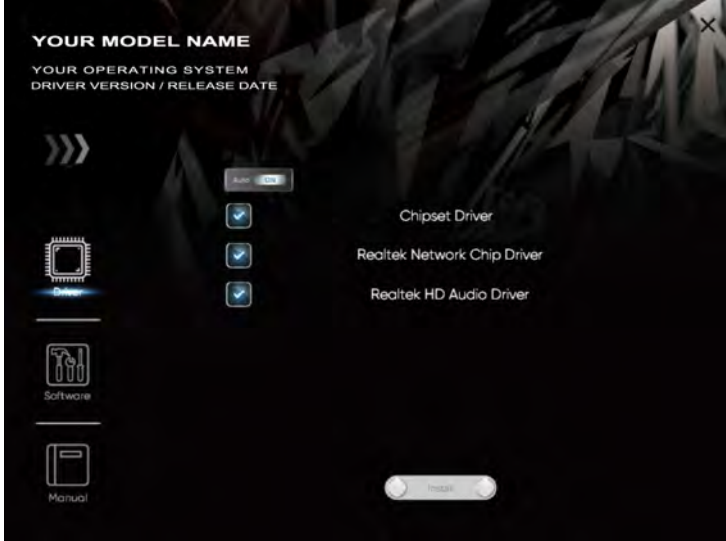 YOUR MODEL NAME
YOUR OPERATING SYSTEM
DRIVER VERSION / RELEASE DATE
Auto ON
Chipset Driver
Realtek Network Chip Driver
Realtek HD Audio Driver
Driver
Software
Manual
Install